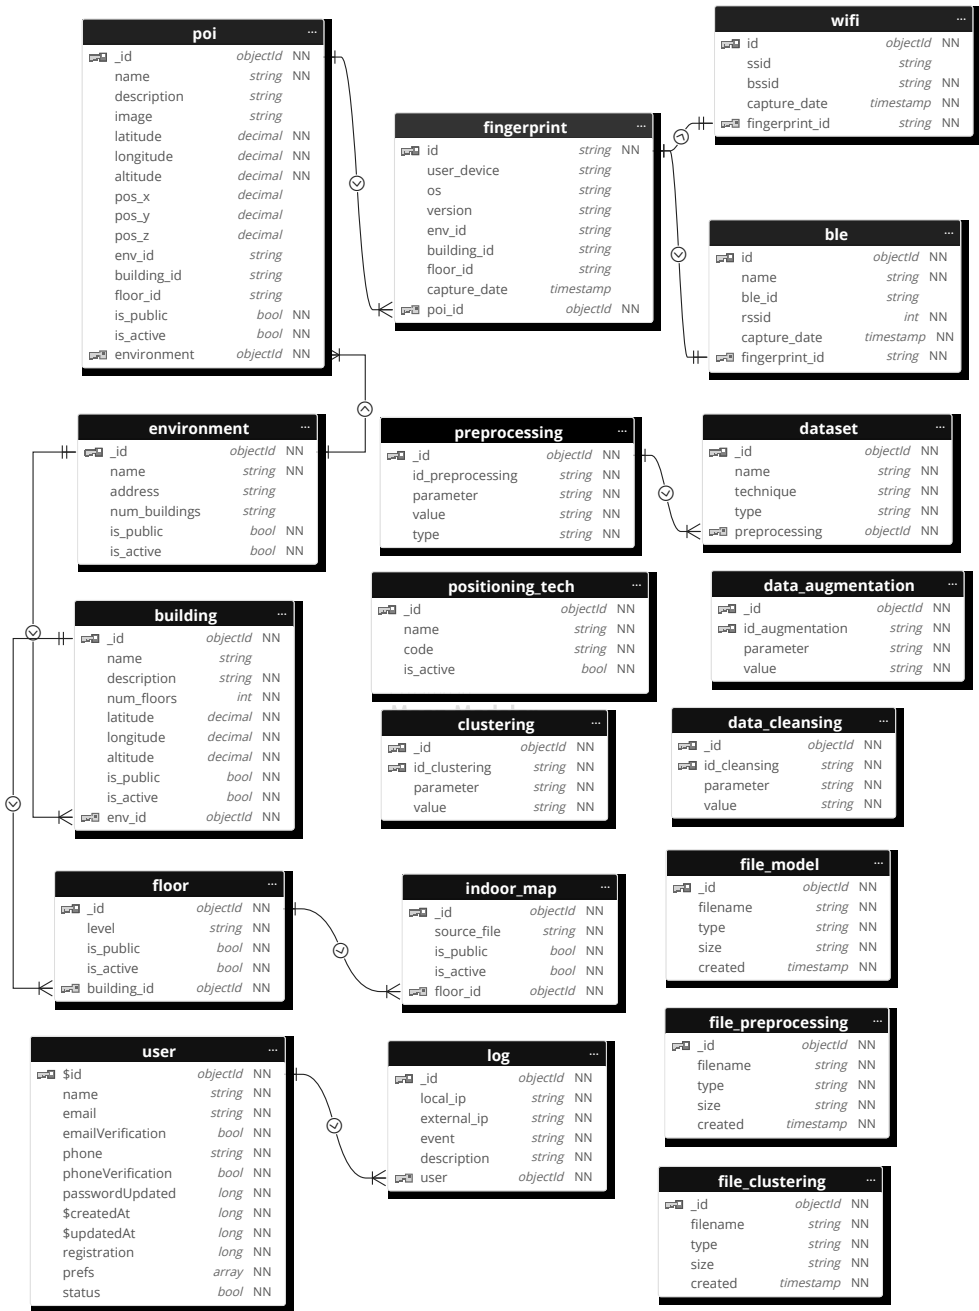 poi ...
_id objectId NN
name string NN
description string
image string
latitude decimal NN
longitude decimal NN
altitude decimal NN
pos_x decimal
pos_y decimal
pos_z decimal
env_id string
building_id string
floor_id string
is_public bool NN
is_active bool NN
environment objectId NN
fingerprint ...
id string NN
user_device string
os string
version string
env_id string
building_id string
floor_id string
capture_date timestamp
poi_id objectId NN
wifi ...
id objectId NN
ssid string
bssid string NN
capture_date timestamp NN
fingerprint_id string NN
ble ...
id objectId NN
name string NN
ble_id string
rssid int NN
capture_date timestamp NN
fingerprint_id string NN
environment ...
_id objectId NN
name string NN
address string
num_buildings string
is_public bool NN
is_active bool NN
preprocessing ...
_id objectId NN
id_preprocessing string NN
parameter string NN
value string NN
type string NN
dataset ...
_id objectId NN
name string NN
technique string NN
type string NN
preprocessing objectId NN
building ...
_id objectId NN
name string
description string NN
num_floors int NN
latitude decimal NN
longitude decimal NN
altitude decimal NN
is_public bool NN
is_active bool NN
env_id objectId NN
positioning_tech ...
_id objectId NN
name string NN
code string NN
is_active bool NN
data_augmentation ...
_id objectId NN
id_augmentation string NN
parameter string NN
value string NN
clustering ...
_id objectId NN
id_clustering string NN
parameter string NN
value string NN
data_cleansing ...
_id objectId NN
id_cleansing string NN
parameter string NN
value string NN
floor ...
_id objectId NN
level string NN
is_public bool NN
is_active bool NN
building_id objectId NN
indoor_map ...
_id objectId NN
source_file string NN
is_public bool NN
is_active bool NN
floor_id objectId NN
file_model ...
_id objectId NN
filename string NN
type string NN
size string NN
created timestamp NN
user ...
$id objectId NN
name string NN
email string NN
emailVerification bool NN
phone string NN
phoneVerification bool NN
passwordUpdated long NN
$createdAt long NN
$updatedAt long NN
registration long NN
prefs array NN
status bool NN
log ...
_id objectId NN
local_ip string NN
external_ip string NN
event string NN
description string NN
user objectId NN
file_preprocessing ...
_id objectId NN
filename string NN
type string NN
size string NN
created timestamp NN
file_clustering ...
_id objectId NN
filename string NN
type string NN
size string NN
created timestamp NN